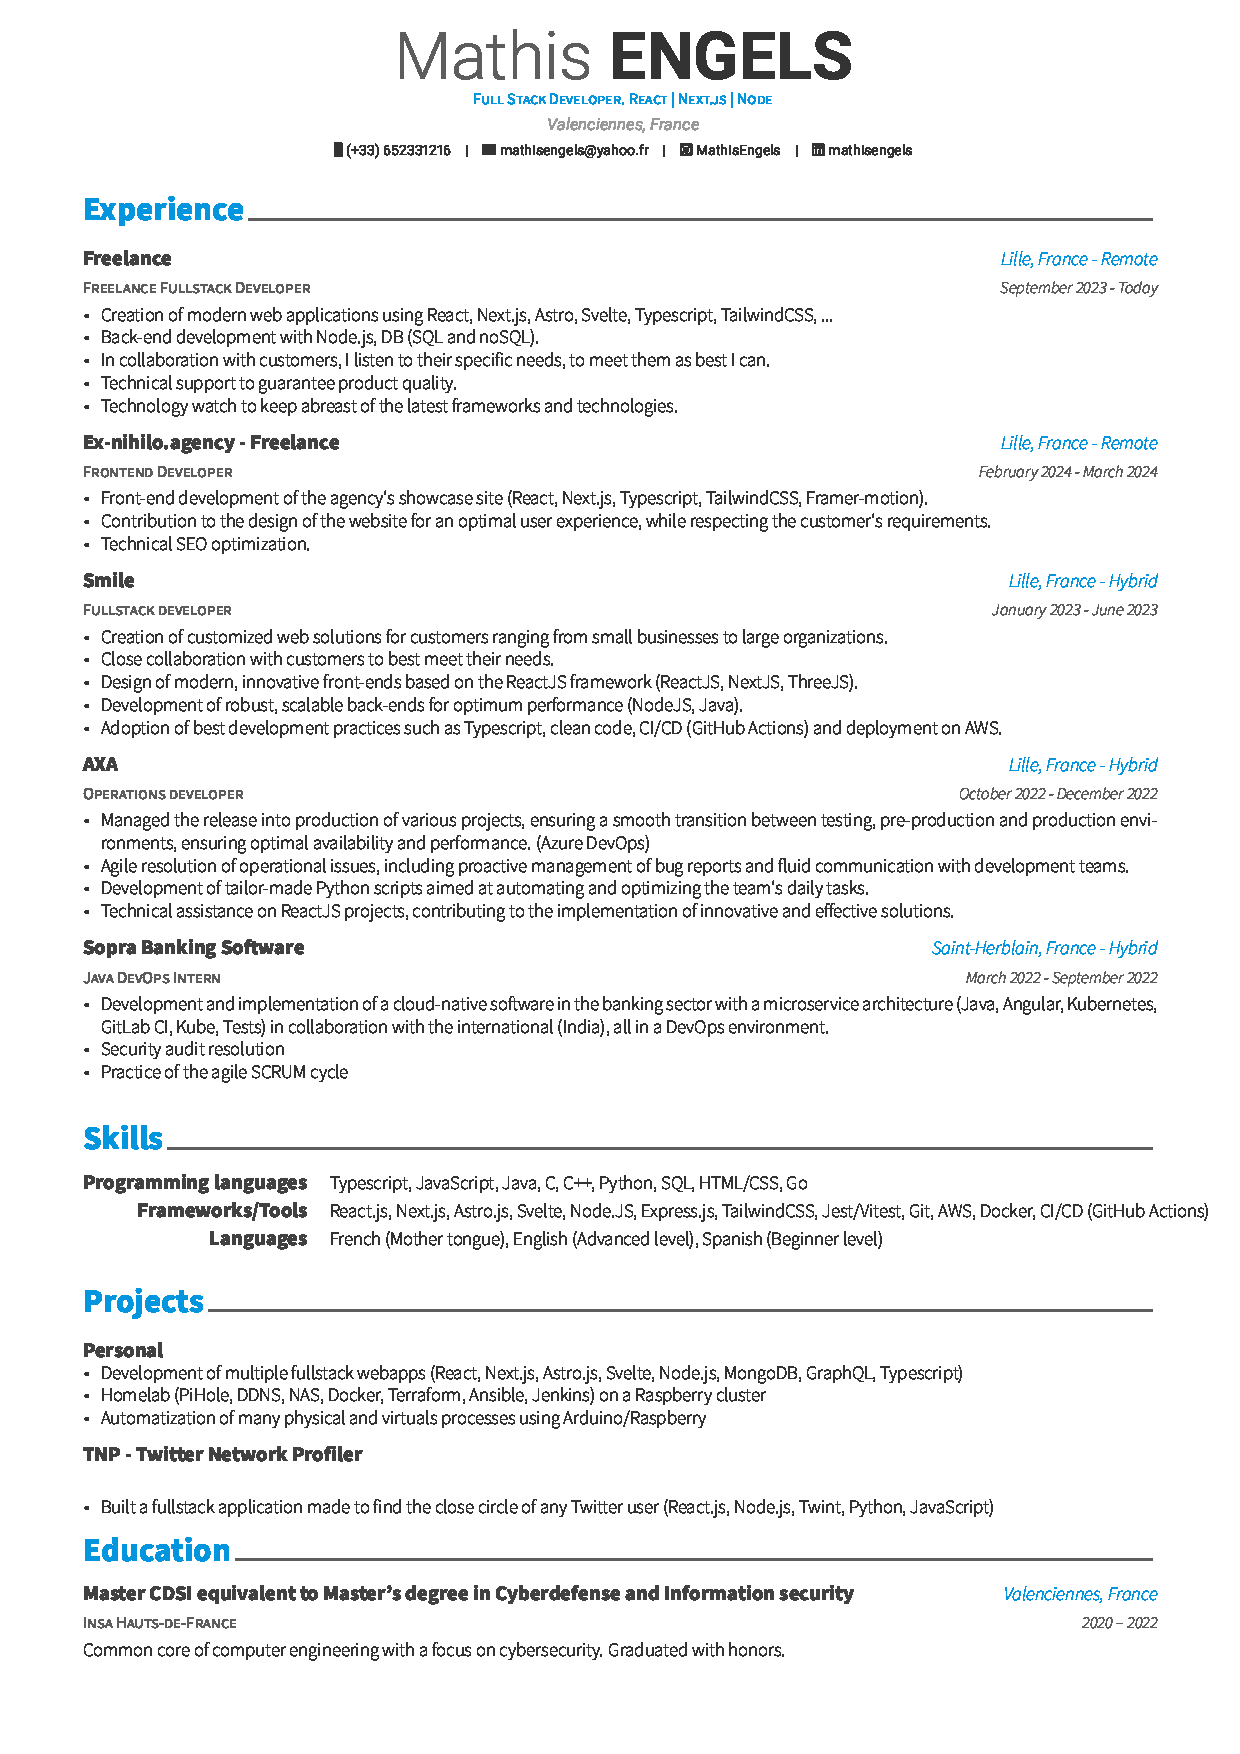 Mathis ENGELS
Full Stack Developer. React | Next.js | Node
Valenciennes, France
(+33) 652331216 | mathisengels@yahoo.fr | MathisEngels | mathisengels
Experience
Freelance Lille, France - Remote
Freelance Fullstack Developer September 2023 - Today
• Creation of modern web applications using React, Next.js, Astro, Svelte, Typescript, TailwindCSS, ...
• Back-end development with Node.js, DB (SQL and noSQL).
• In collaboration with customers, I listen to their specific needs, to meet them as best I can.
• Technical support to guarantee product quality.
• Technology watch to keep abreast of the latest frameworks and technologies.
Ex-nihilo.agency - Freelance Lille, France - Remote
Frontend Developer February 2024 - March 2024
• Front-end development of the agency's showcase site (React, Next.js, Typescript, TailwindCSS, Framer-motion).
• Contribution to the design of the website for an optimal user experience, while respecting the customer's requirements.
• Technical SEO optimization.
Smile Lille, France - Hybrid
Fullstack developer January 2023 - June 2023
• Creation of customized web solutions for customers ranging from small businesses to large organizations.
• Close collaboration with customers to best meet their needs.
• Design of modern, innovative front-ends based on the ReactJS framework (ReactJS, NextJS, ThreeJS).
• Development of robust, scalable back-ends for optimum performance (NodeJS, Java).
• Adoption of best development practices such as Typescript, clean code, CI/CD (GitHub Actions) and deployment on AWS.
AXA Lille, France - Hybrid
Operations developer October 2022 - December 2022
• Managed the release into production of various projects, ensuring a smooth transition between testing, pre-production and production envi-
ronments, ensuring optimal availability and performance. (Azure DevOps)
• Agile resolution of operational issues, including proactive management of bug reports and fluid communication with development teams.
• Development of tailor-made Python scripts aimed at automating and optimizing the team's daily tasks.
• Technical assistance on ReactJS projects, contributing to the implementation of innovative and effective solutions.
Sopra Banking Software Saint-Herblain, France - Hybrid
Java DevOps Intern March 2022 - September 2022
• Development and implementation of a cloud-native software in the banking sector with a microservice architecture (Java, Angular, Kubernetes,
GitLab CI, Kube, Tests) in collaboration with the international (India), all in a DevOps environment.
• Security audit resolution
• Practice of the agile SCRUM cycle
Skills
Programming languages Typescript, JavaScript, Java, C, C++, Python, SQL, HTML/CSS, Go
Frameworks/Tools React.js, Next.js, Astro.js, Svelte, Node.JS, Express.js, TailwindCSS, Jest/Vitest, Git, AWS, Docker, CI/CD (GitHub Actions)
Languages French (Mother tongue), English (Advanced level), Spanish (Beginner level)
Projects
Personal
• Development of multiple fullstack webapps (React, Next.js, Astro.js, Svelte, Node.js, MongoDB, GraphQL, Typescript)
• Homelab (PiHole, DDNS, NAS, Docker, Terraform, Ansible, Jenkins) on a Raspberry cluster
• Automatization of many physical and virtuals processes using Arduino/Raspberry
TNP - Twitter Network Profiler
• Built a fullstack application made to find the close circle of any Twitter user (React.js, Node.js, Twint, Python, JavaScript)
Education
Master CDSI equivalent to Master’s degree in Cyberdefense and Information security Valenciennes, France
Insa Hauts-de-France 2020 – 2022
Common core of computer engineering with a focus on cybersecurity. Graduated with honors.